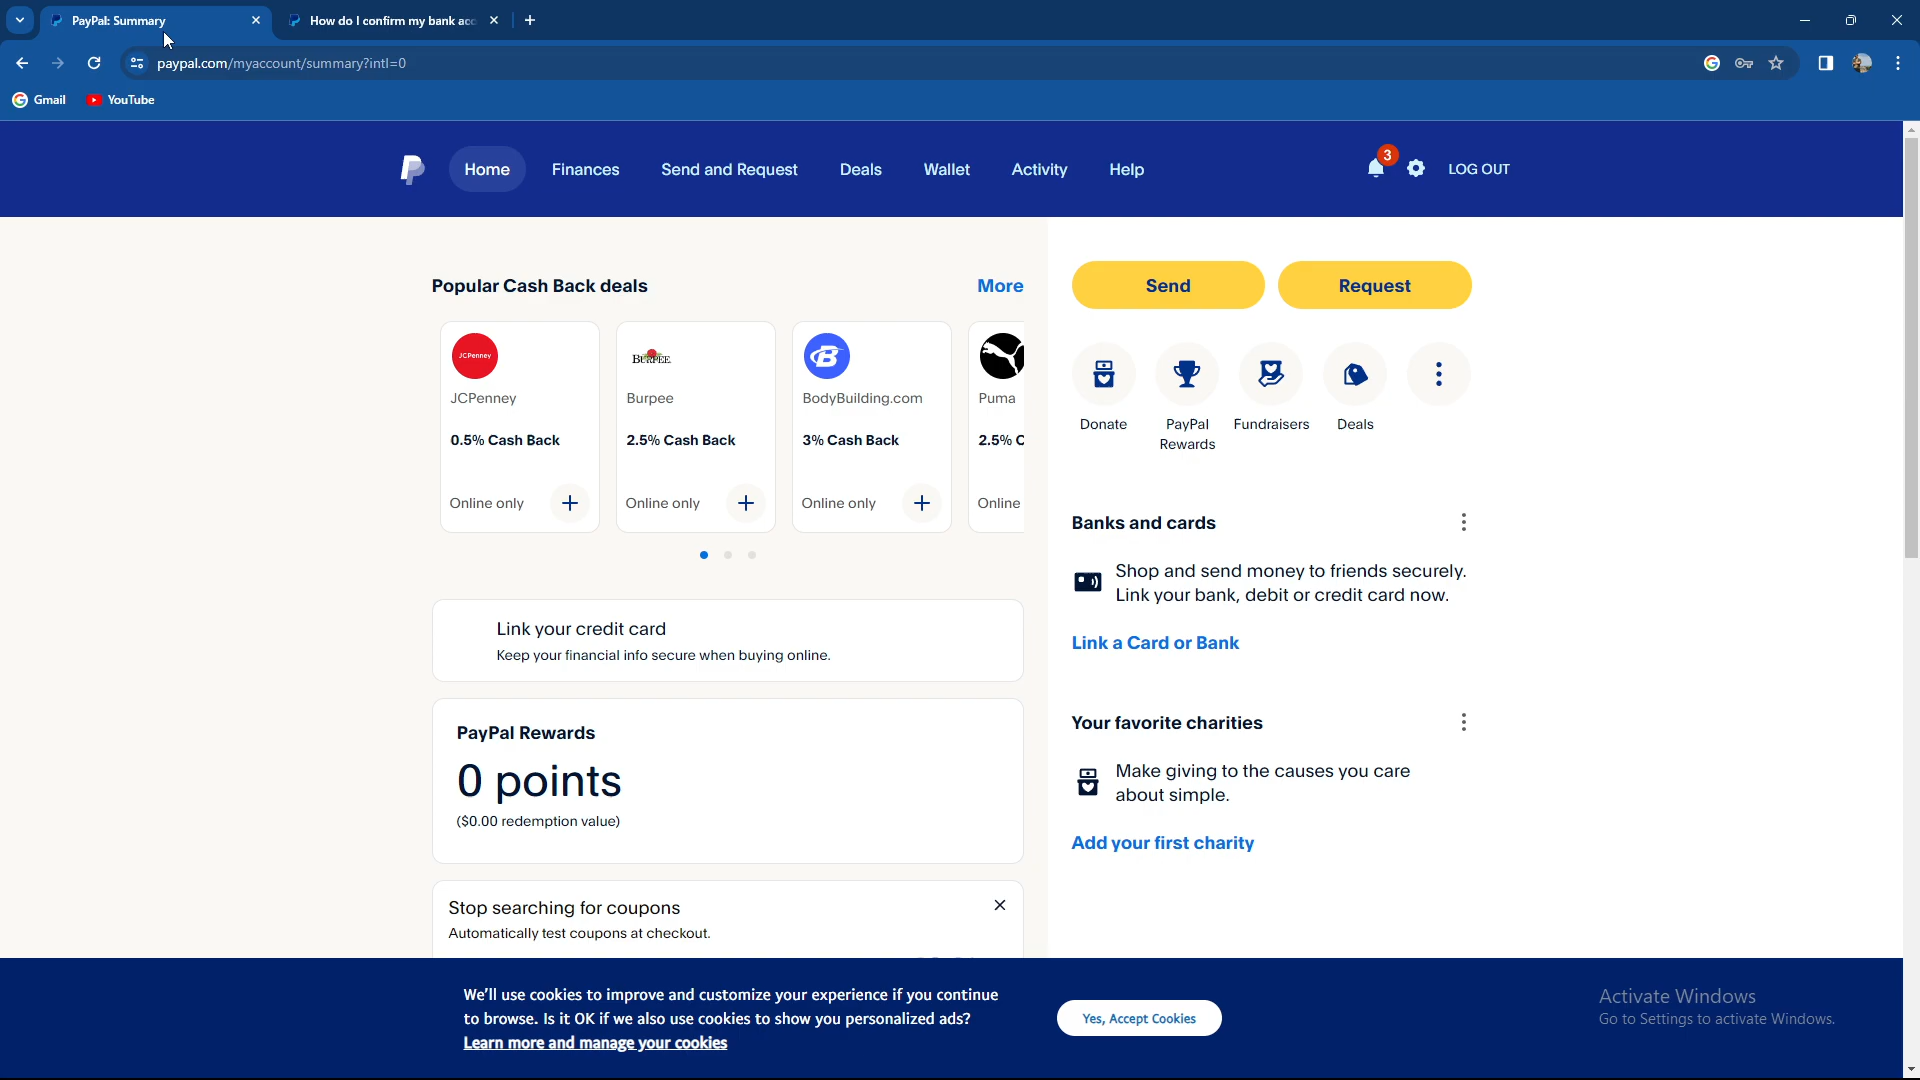 PayPal: Summary
How do I confirm my bank acc
paypal.com/myaccount/summary?intl=0
Gmail
YouTube
Home
Finances
Send and Request
Deals
Wallet
Activity
Help
3
LOG OUT
Popular Cash Back deals
More
JCPenney
JCPenney
0.5% Cash Back
Online only
BURPEE
Burpee
2.5% Cash Back
Online only
B
BodyBuilding.com
3% Cash Back
Online only
Puma
2.5% C
Online
Link your credit card
Keep your financial info secure when buying online.
PayPal Rewards
0 points
($0.00 redemption value)
Stop searching for coupons
Automatically test coupons at checkout.
Send
Request
Donate
PayPal
Rewards
Fundraisers
Deals
Banks and cards
Shop and send money to friends securely.
Link your bank, debit or credit card now.
Link a Card or Bank
Your favorite charities
Make giving to the causes you care
about simple.
Add your first charity
We'll use cookies to improve and customize your experience if you continue
to browse. Is it OK if we also use cookies to show you personalized ads?
Learn more and manage your cookies
Yes, Accept Cookies
Activate Windows
Go to Settings to activate Windows.